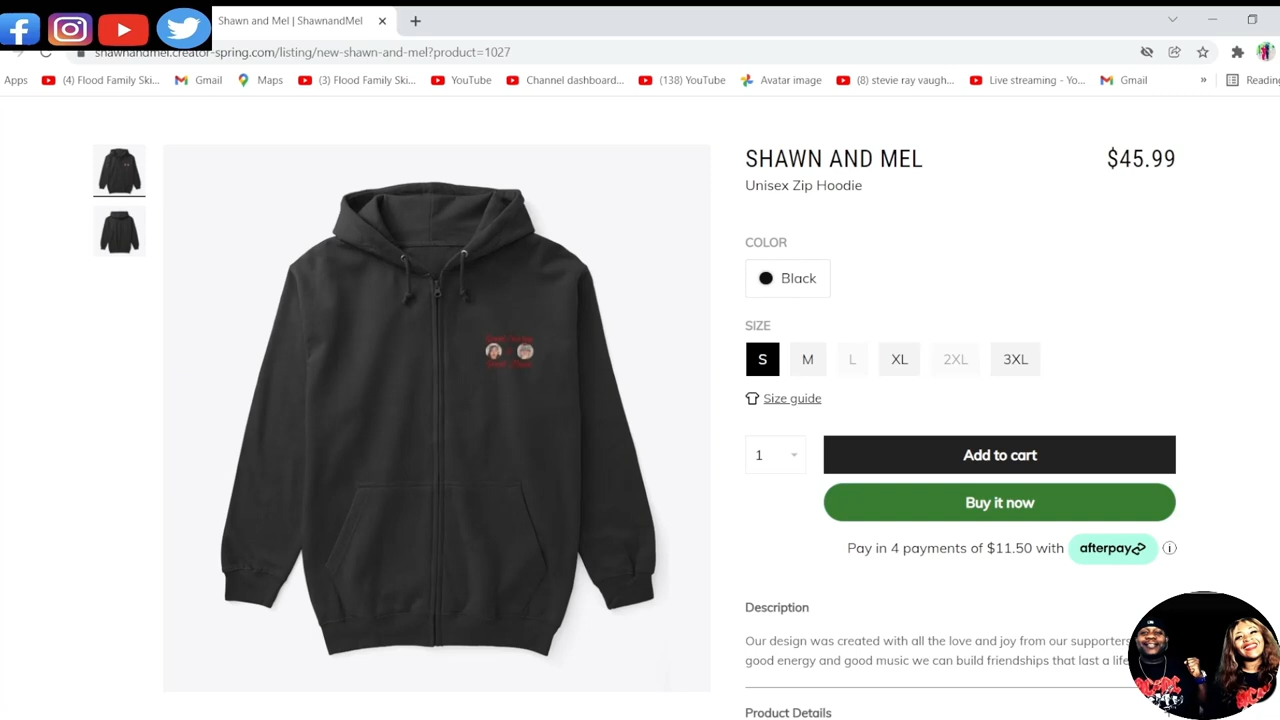 Shawn and Mel | ShawnandMel
shawnandmel.creator-spring.com/listing/new-shawn-and-mel?product=1027
Apps (4) Flood Family Ski... Gmail Maps (3) Flood Family Ski... YouTube Channel dashboard... (138) YouTube Avatar image (8) stevie ray vaugh... Live streaming - Yo... Gmail » Reading
SHAWN AND MEL $45.99
Unisex Zip Hoodie
COLOR
Black
SIZE
S M L XL 2XL 3XL
Size guide
1 Add to cart
Buy it now
Pay in 4 payments of $11.50 with afterpay
Description
Our design was created with all the love and joy from our supporters
good energy and good music we can build friendships that last a life
Product Details